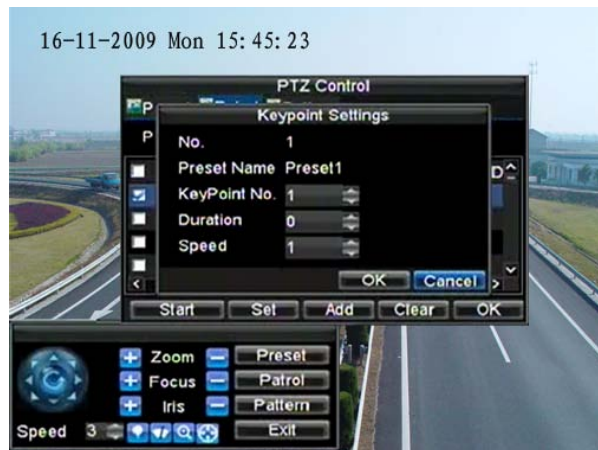 16-11-2009 Mon 15:45:23
PTZ Control
P
Keypoint Settings
P
No. 1
Preset Name Preset1
D
KeyPoint No. 1
Duration 0
Speed 1
OK Cancel
Start Set Add Clear OK
Zoom Preset
Focus Patrol
Iris Pattern
Speed 3 Exit